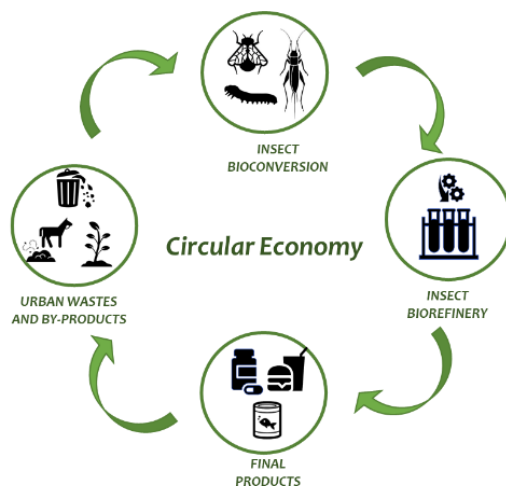 INSECT
BIOCONVERSION
Circular Economy
URBAN WASTES
AND BY-PRODUCTS
INSECT
BIOREFINERY
FINAL
PRODUCTS